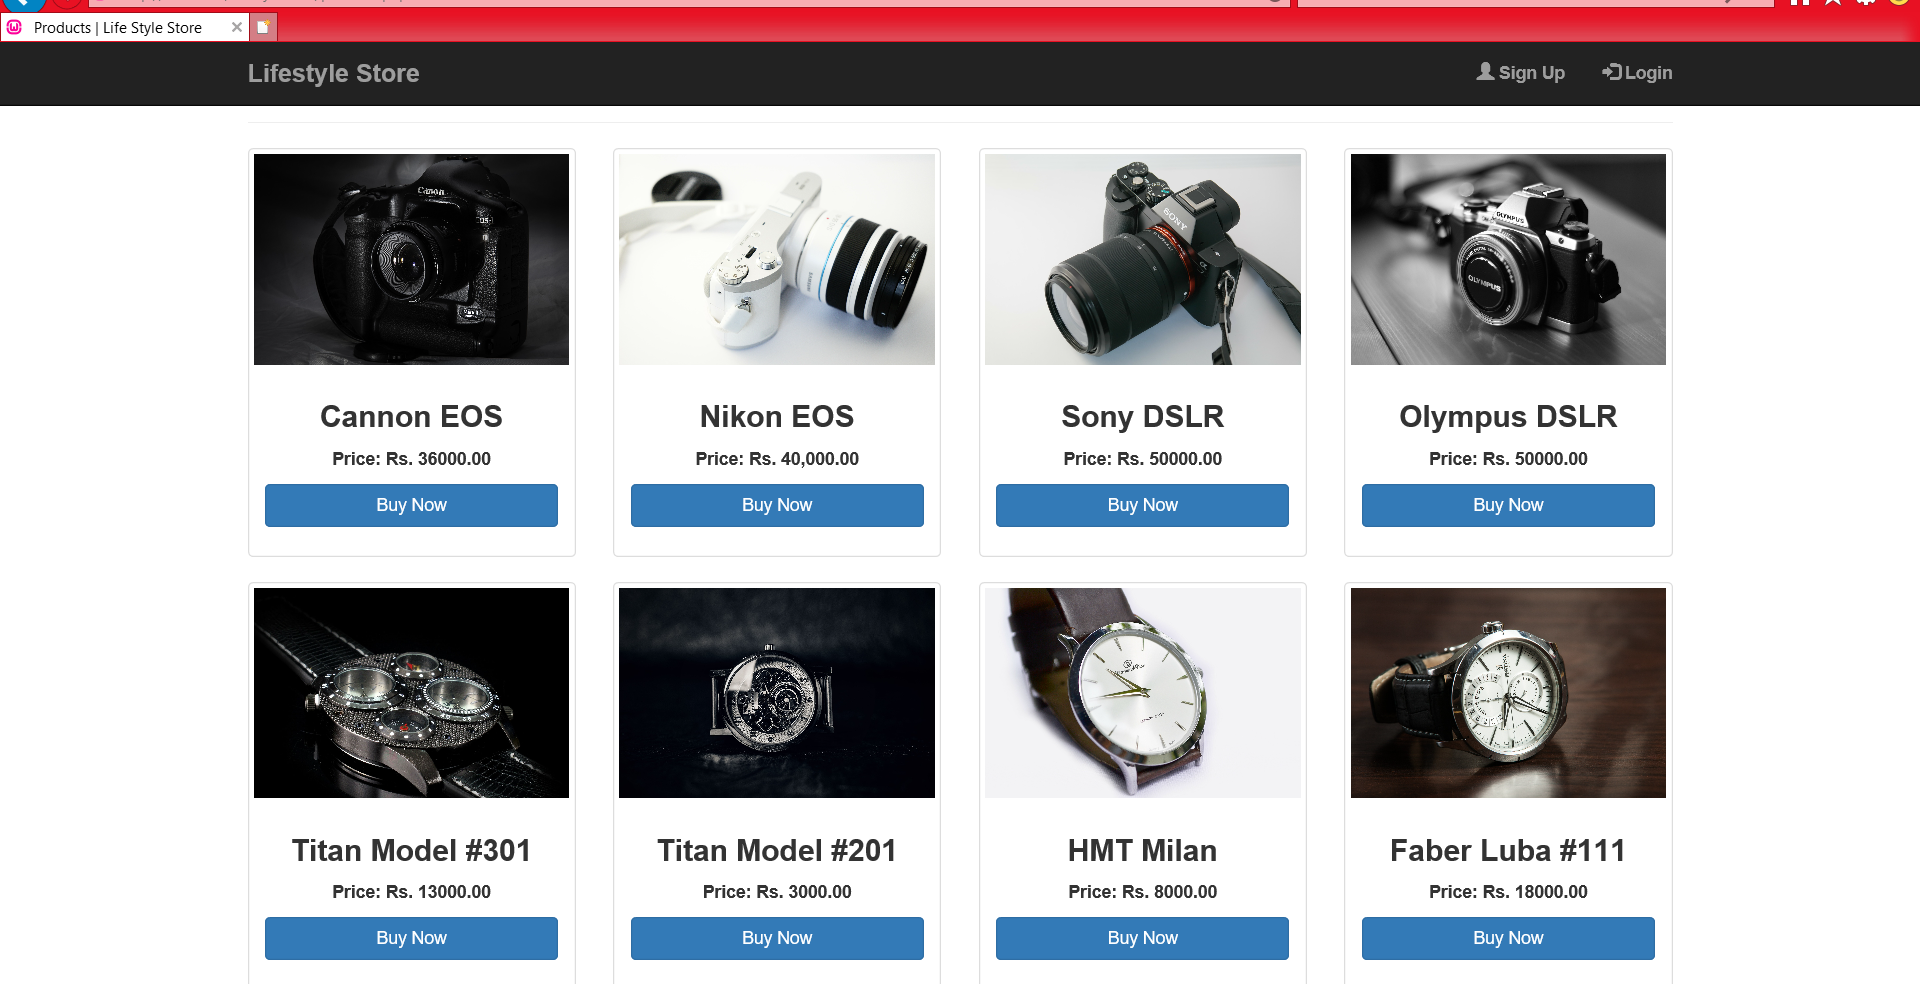 Products | Life Style Store
Lifestyle Store
Sign Up
Login
Canon
SONY
OLYMPUS
OLYMPUS
Cannon EOS
Nikon EOS
Sony DSLR
Olympus DSLR
Price: Rs. 36000.00
Price: Rs. 40,000.00
Price: Rs. 50000.00
Price: Rs. 50000.00
Buy Now
Buy Now
Buy Now
Buy Now
Titan Model #301
Titan Model #201
HMT Milan
Faber Luba #111
Price: Rs. 13000.00
Price: Rs. 3000.00
Price: Rs. 8000.00
Price: Rs. 18000.00
Buy Now
Buy Now
Buy Now
Buy Now